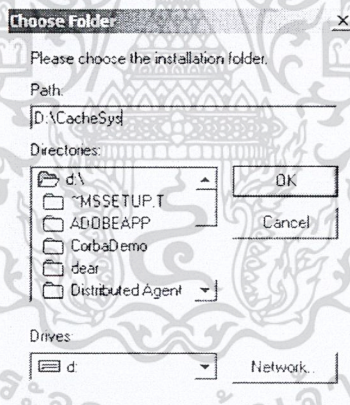 Choose Folder
Please choose the installation folder.
Path:
D:\CacheSys
Directories:
d:\
~MSSETUP.T
ADOBEAPP
CorbaDemo
dear
Distributed Agent
OK
Cancel
Drives:
d:
Network...